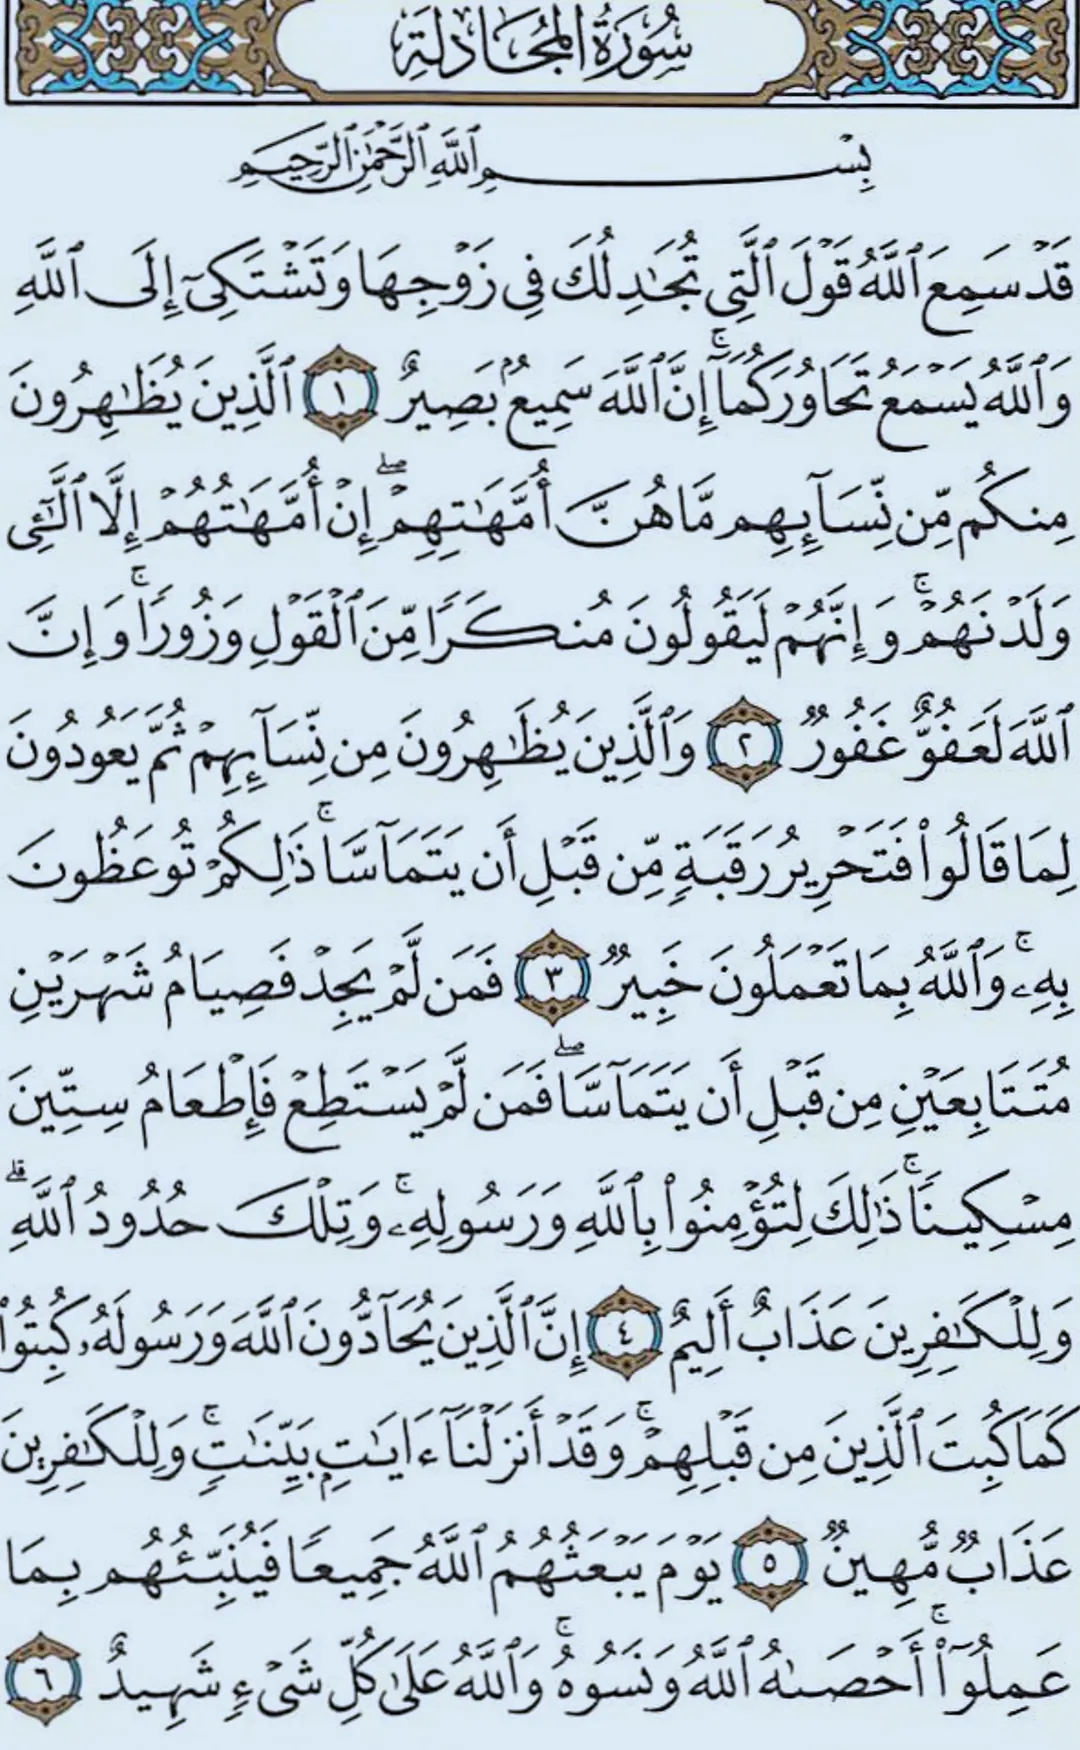 سُورَةُ المُجَادلَةِ
بِسْمِ ٱللَّهِ ٱلرَّحْمَٰنِ ٱلرَّحِيمِ
قَدْ سَمِعَ ٱللَّهُ قَوْلَ ٱلَّتِي تُجَٰدِلُكَ فِي زَوْجِهَا وَتَشْتَكِيٓ إِلَى ٱللَّهِ
وَٱللَّهُ يَسْمَعُ تَحَاوُرَكُمَآۚ إِنَّ ٱللَّهَ سَمِيعُۢ بَصِيرٌ ١ ٱلَّذِينَ يُظَٰهِرُونَ
مِنكُم مِّن نِّسَآئِهِم مَّا هُنَّ أُمَّهَٰتِهِمْۖ إِنْ أُمَّهَٰتُهُمْ إِلَّا ٱلَّٰٓـِٔي
وَلَدْنَهُمْۚ وَإِنَّهُمْ لَيَقُولُونَ مُنكَرًا مِّنَ ٱلْقَوْلِ وَزُورًاۚ وَإِنَّ
ٱللَّهَ لَعَفُوٌّ غَفُورٌ ٢ وَٱلَّذِينَ يُظَٰهِرُونَ مِن نِّسَآئِهِمْ ثُمَّ يَعُودُونَ
لِمَا قَالُوا۟ فَتَحْرِيرُ رَقَبَةٍ مِّن قَبْلِ أَن يَتَمَآسَّاۚ ذَٰلِكُمْ تُوعَظُونَ
بِهِۦۚ وَٱللَّهُ بِمَا تَعْمَلُونَ خَبِيرٌ ٣ فَمَن لَّمْ يَجِدْ فَصِيَامُ شَهْرَيْنِ
مُتَتَابِعَيْنِ مِن قَبْلِ أَن يَتَمَآسَّاۖ فَمَن لَّمْ يَسْتَطِعْ فَإِطْعَامُ سِتِّينَ
مِسْكِينًاۚ ذَٰلِكَ لِتُؤْمِنُوا۟ بِٱللَّهِ وَرَسُولِهِۦۚ وَتِلْكَ حُدُودُ ٱللَّهِۗ
وَلِلْكَٰفِرِينَ عَذَابٌ أَلِيمٌ ٤ إِنَّ ٱلَّذِينَ يُحَآدُّونَ ٱللَّهَ وَرَسُولَهُۥ كُبِتُوا۟
كَمَا كُبِتَ ٱلَّذِينَ مِن قَبْلِهِمْۚ وَقَدْ أَنزَلْنَآ ءَايَٰتِۭ بَيِّنَٰتٍۚ وَلِلْكَٰفِرِينَ
عَذَابٌ مُّهِينٌ ٥ يَوْمَ يَبْعَثُهُمُ ٱللَّهُ جَمِيعًا فَيُنَبِّئُهُم بِمَا
عَمِلُوٓا۟ۚ أَحْصَىٰهُ ٱللَّهُ وَنَسُوهُۚ وَٱللَّهُ عَلَىٰ كُلِّ شَيْءٍ شَهِيدٌ ٦